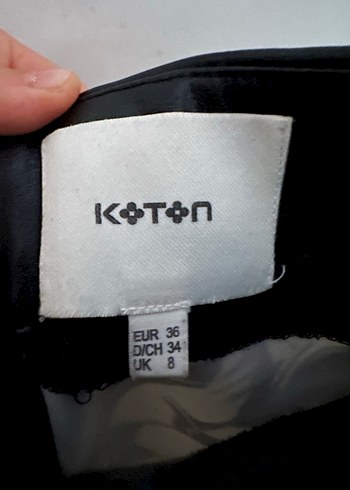 KOTON
EUR 36
D/CH 34
UK 8